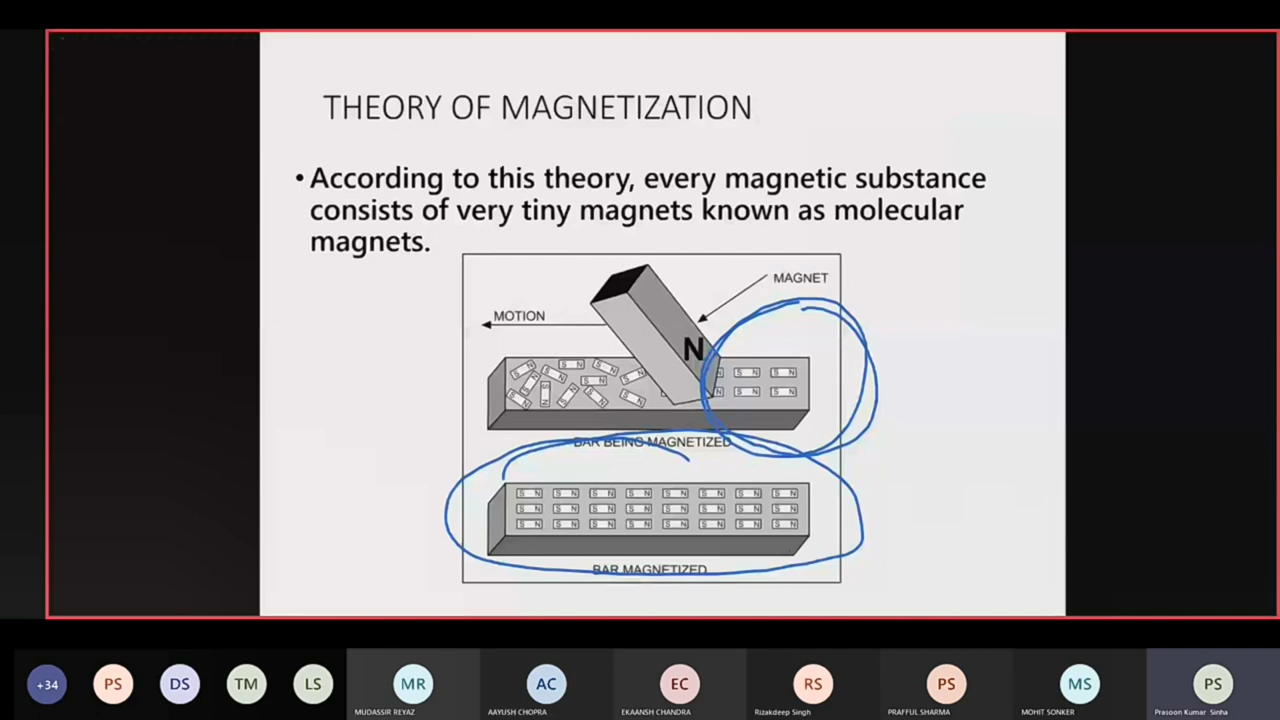 THEORY OF MAGNETIZATION
• According to this theory, every magnetic substance
consists of very tiny magnets known as molecular
magnets.
MAGNET
MOTION
N
S N S N S N S N S N S N
S N S N S N S N S N S N
BAR BEING MAGNETIZED
S N S N S N S N S N S N S N S N
S N S N S N S N S N S N S N S N
S N S N S N S N S N S N S N S N
BAR MAGNETIZED
+34 PS DS TM LS MR AC EC RS PS MS PS
MUDASSIR REYAZ AAYUSH CHOPRA EKAANSH CHANDRA Rizakdeep Singh PRAFFUL SHARMA MOHIT SONKER Prasoon Kumar Sinha